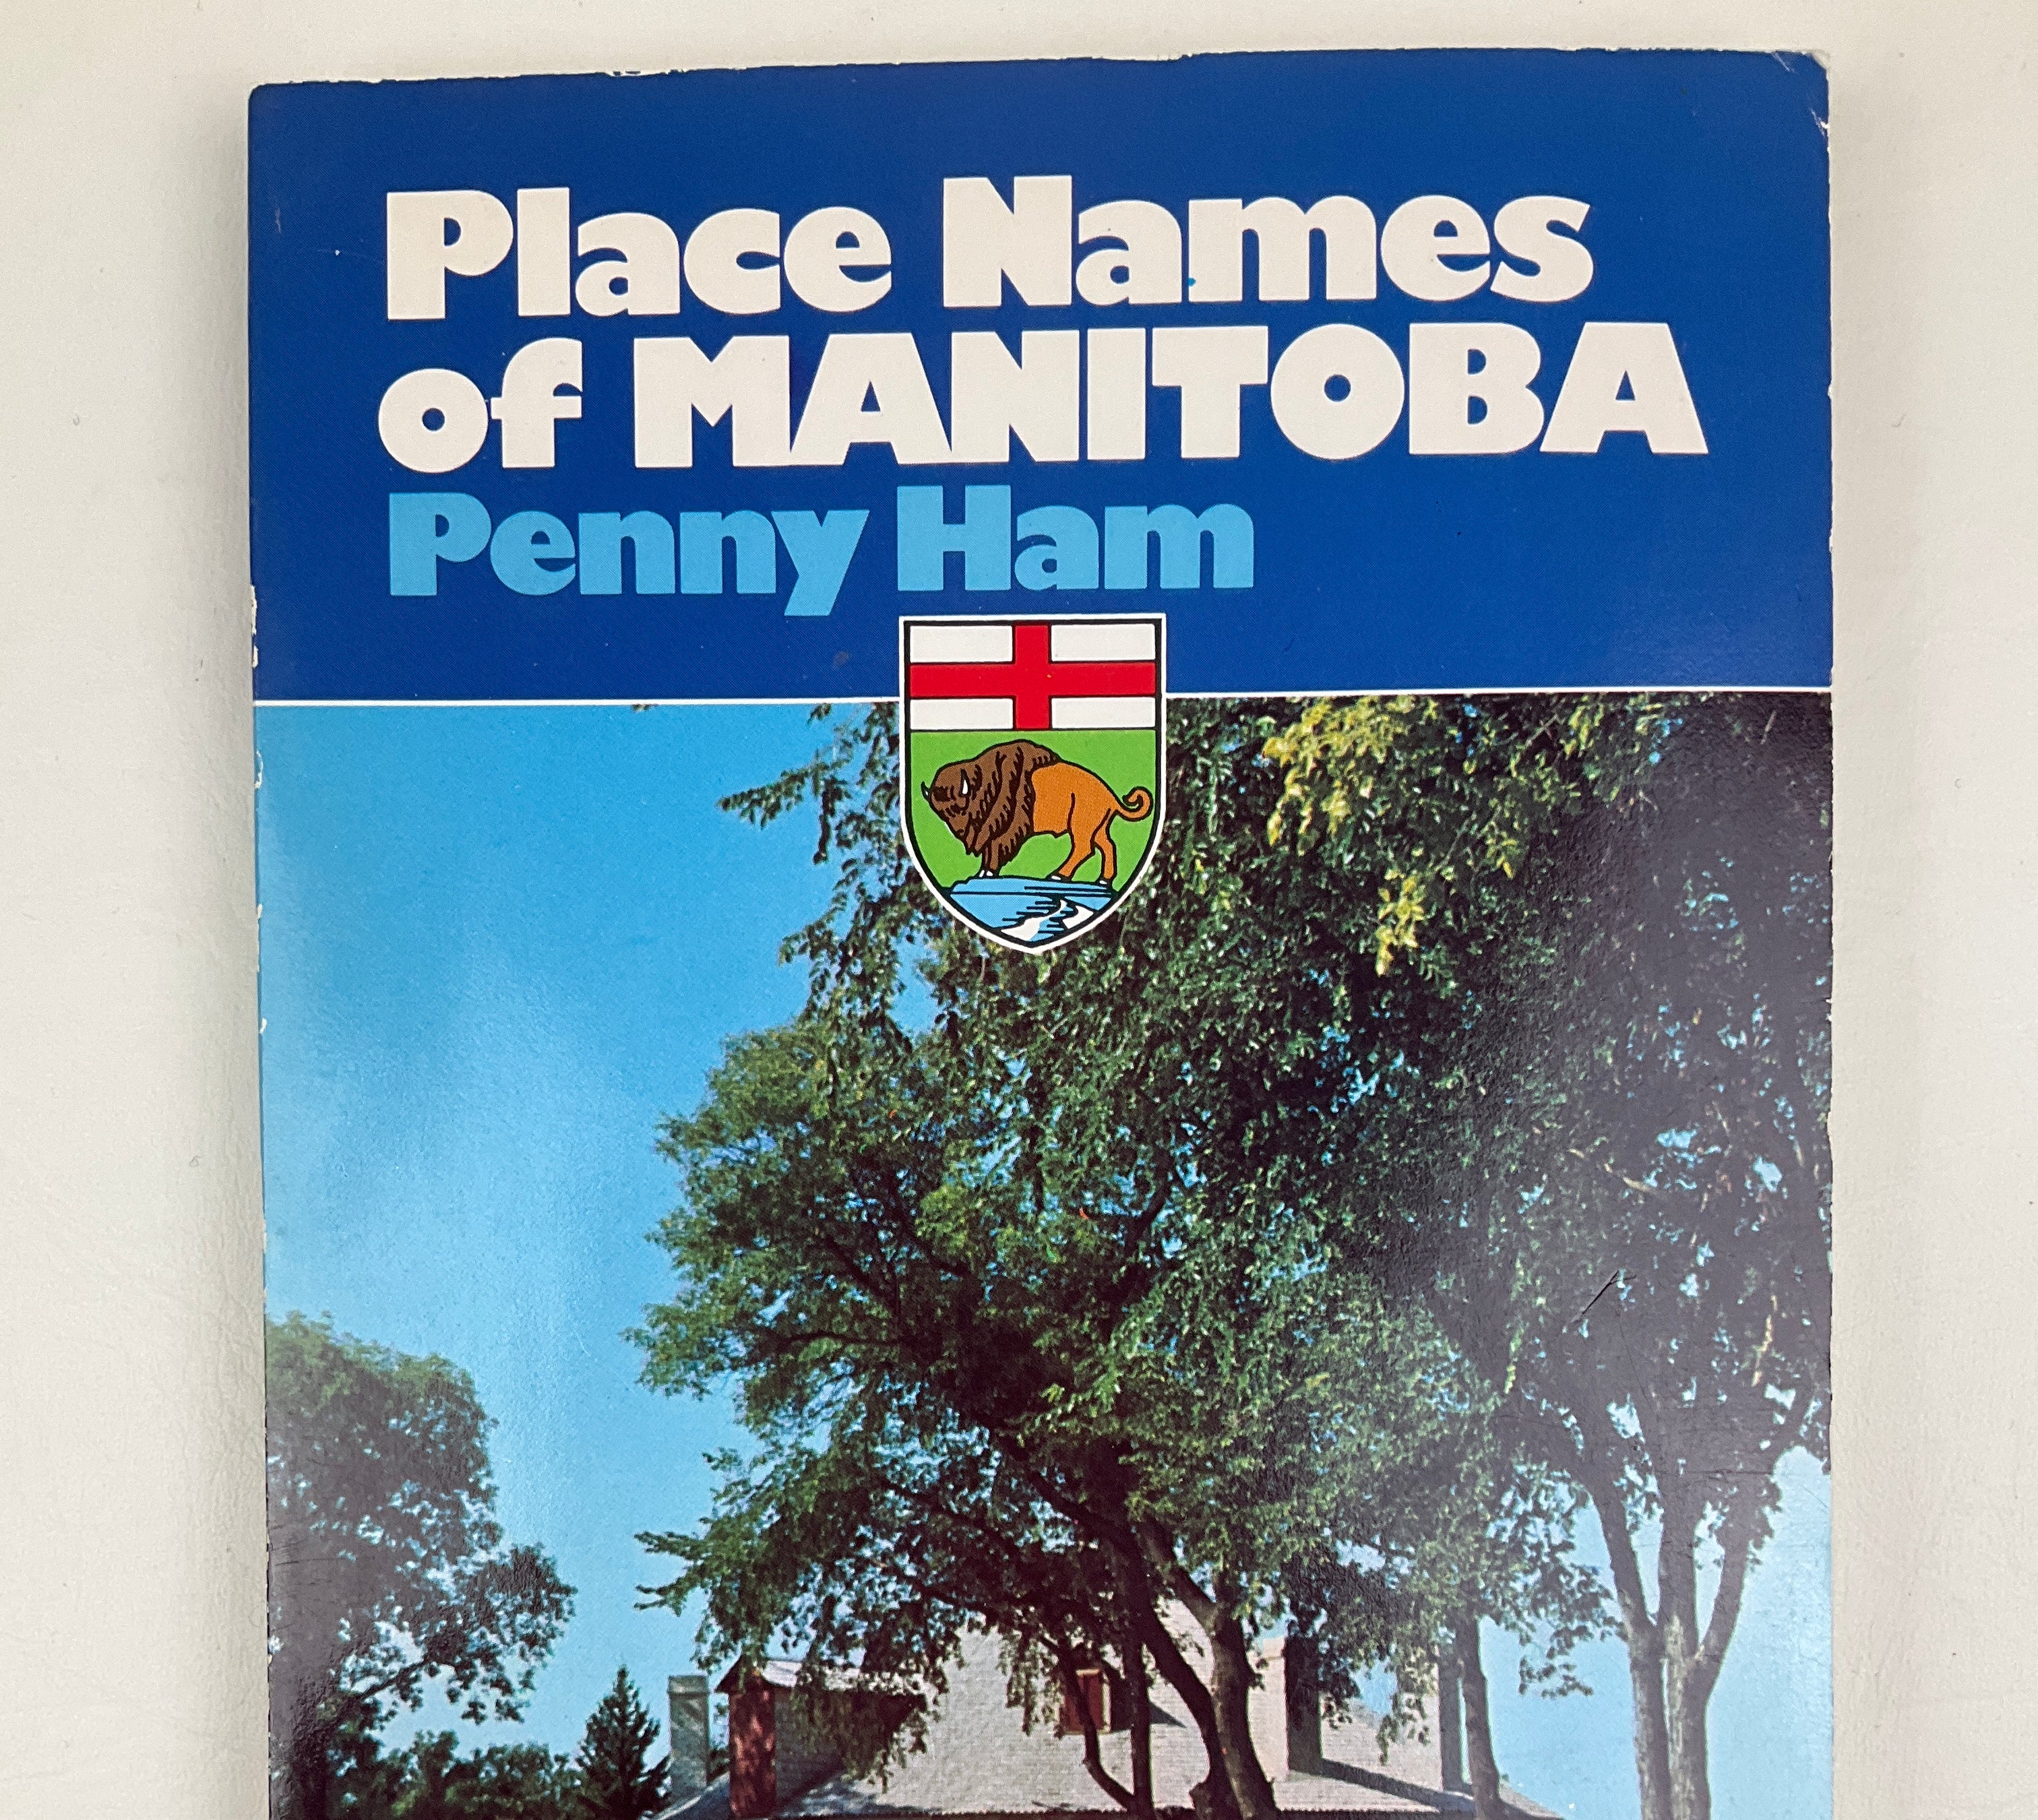 Place Names
of MANITOBA
Penny Ham